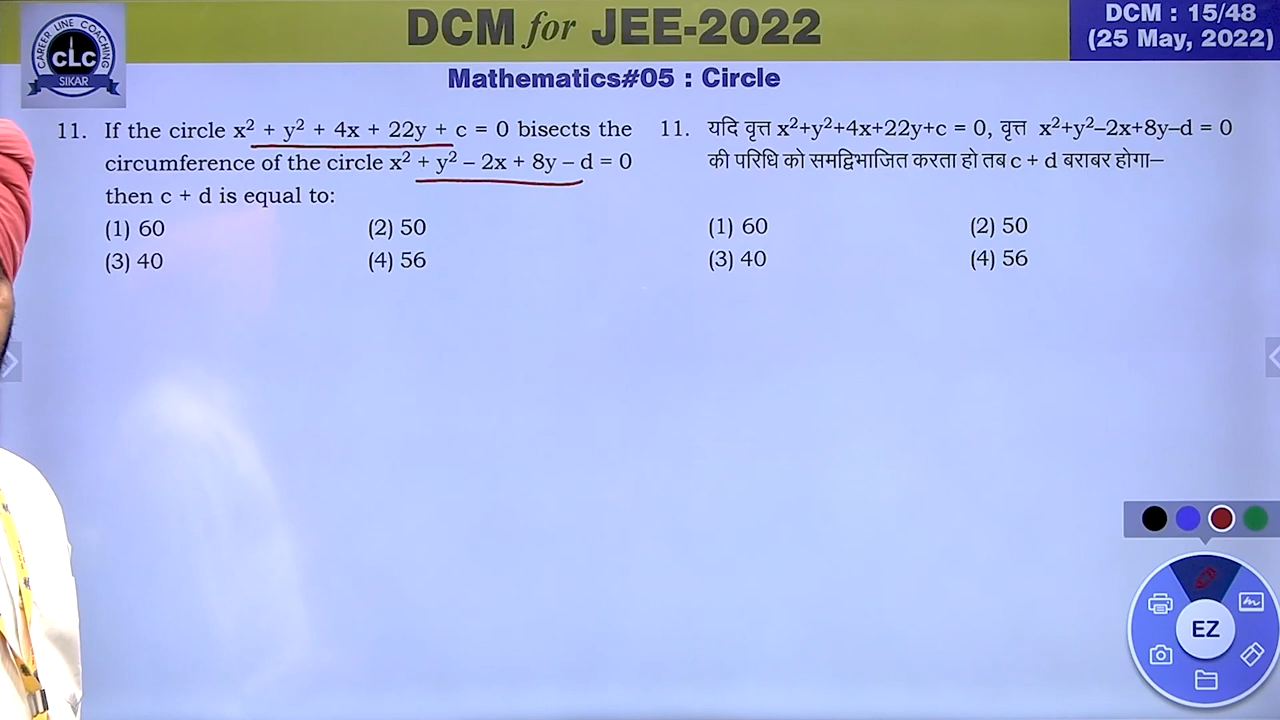 DCM for JEE-2022
DCM : 15/48
(25 May, 2022)
CAREER LINE COACHING
CLC
SIKAR
Mathematics#05 : Circle
11. If the circle x² + y² + 4x + 22y + c = 0 bisects the
circumference of the circle x² + y² – 2x + 8y – d = 0
then c + d is equal to:
(1) 60 (2) 50
(3) 40 (4) 56
11. यदि वृत्त x²+y²+4x+22y+c = 0, वृत्त x²+y²–2x+8y–d = 0
की परिधि को समद्विभाजित करता हो तब c + d बराबर होगा–
(1) 60 (2) 50
(3) 40 (4) 56
EZ